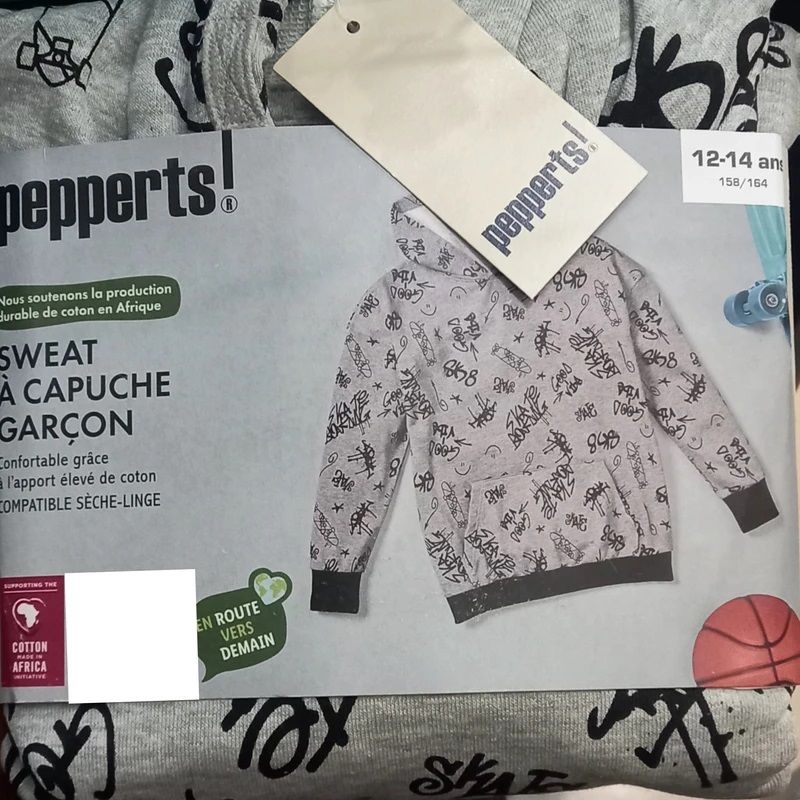 pepperts!®
pepperts!®
12-14 ans
158/164
Nous soutenons la production
durable de coton en Afrique
SWEAT
À CAPUCHE
GARÇON
Confortable grâce
à l'apport élevé de coton
COMPATIBLE SÈCHE-LINGE
SUPPORTING THE
COTTON
MADE IN
AFRICA
INITIATIVE
EN ROUTE
VERS
DEMAIN
SK8
SKATE